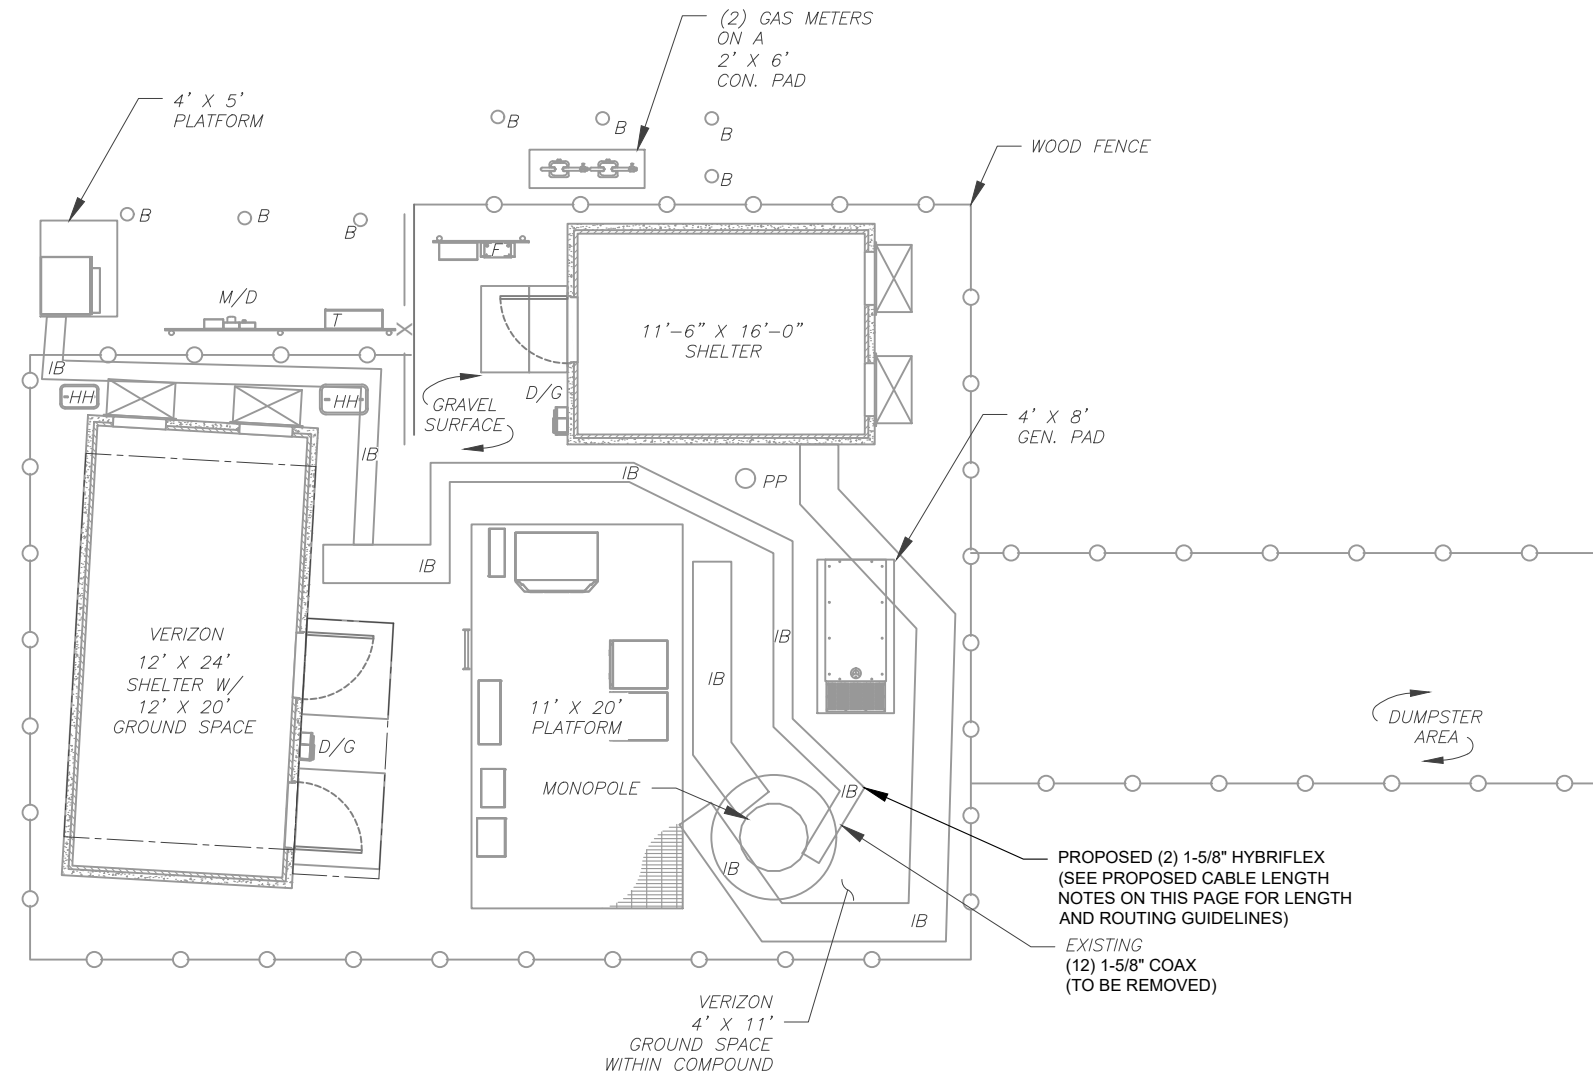 (2) GAS METERS
ON A
2' X 6'
CON. PAD
4' X 5'
PLATFORM
B
B
B
B
WOOD FENCE
B
B
B
F
M/D
T
11'-6" X 16'-0"
SHELTER
IB
-HH-
-HH-
D/G
GRAVEL
SURFACE
4' X 8'
GEN. PAD
IB
IB
PP
IB
VERIZON
12' X 24'
SHELTER W/
12' X 20'
GROUND SPACE
IB
IB
11' X 20'
PLATFORM
D/G
DUMPSTER
AREA
MONOPOLE
IB
IB
IB
PROPOSED (2) 1-5/8" HYBRIFLEX
(SEE PROPOSED CABLE LENGTH
NOTES ON THIS PAGE FOR LENGTH
AND ROUTING GUIDELINES)
EXISTING
(12) 1-5/8" COAX
(TO BE REMOVED)
VERIZON
4' X 11'
GROUND SPACE
WITHIN COMPOUND